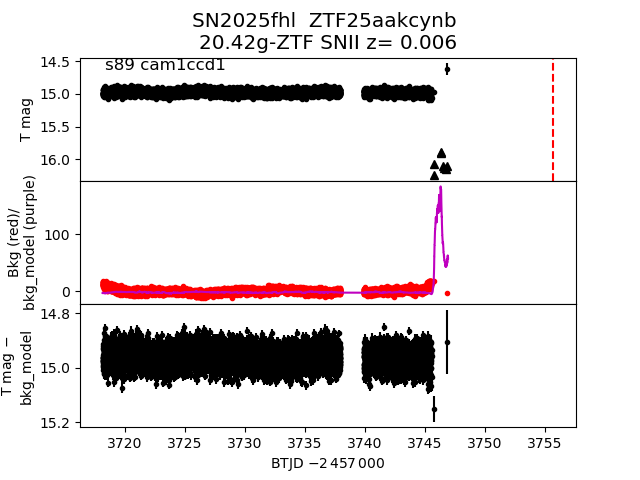 SN2025fhl  ZTF25aakcynb
20.42g-ZTF SNII z= 0.006
s89 cam1ccd1
14.5
15.0
15.5
16.0
T mag
100
0
Bkg (red)/
bkg_model (purple)
14.8
15.0
15.2
T mag −
bkg_model
3720 3725 3730 3735 3740 3745 3750 3755
BTJD −2 457 000